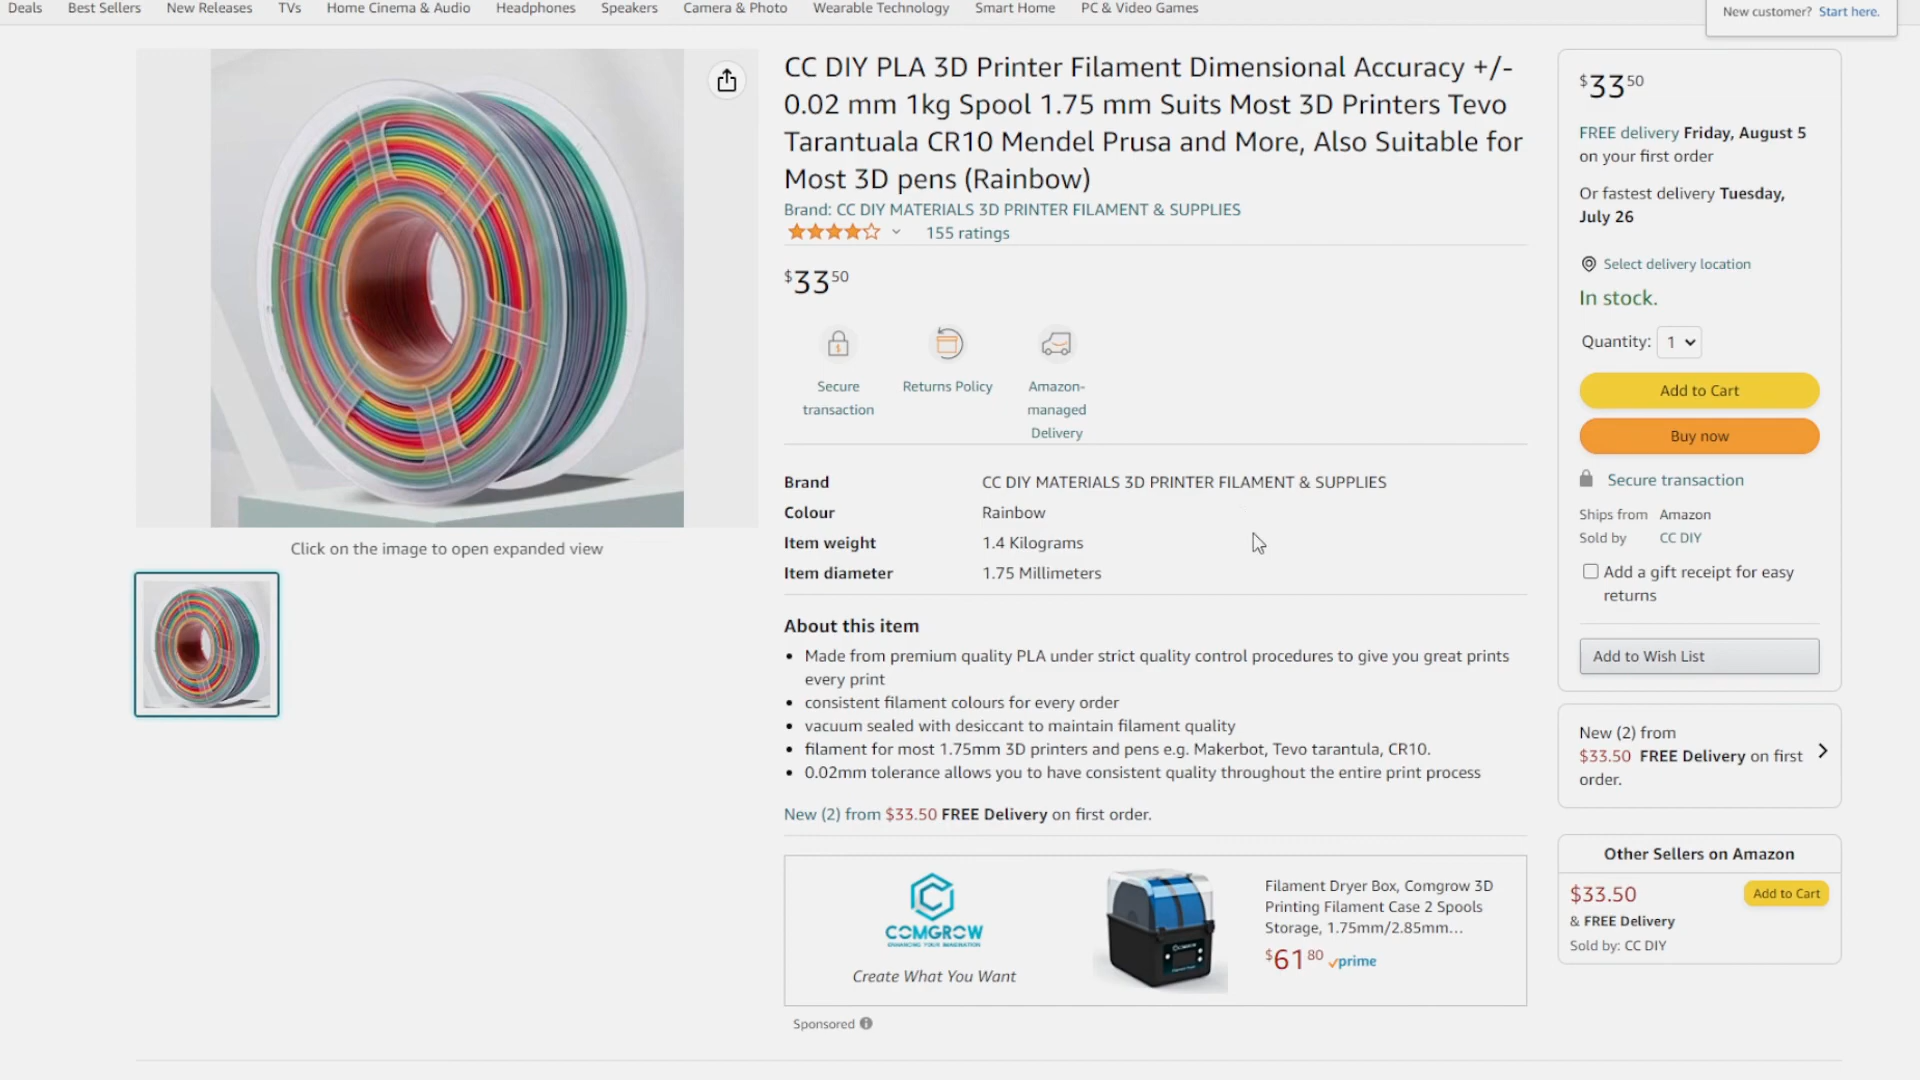 Deals Best Sellers New Releases TVs Home Cinema & Audio Headphones Speakers Camera & Photo Wearable Technology Smart Home PC & Video Games
New customer? Start here.
CC DIY PLA 3D Printer Filament Dimensional Accuracy +/-
0.02 mm 1kg Spool 1.75 mm Suits Most 3D Printers Tevo
Tarantuala CR10 Mendel Prusa and More, Also Suitable for
Most 3D pens (Rainbow)
Brand: CC DIY MATERIALS 3D PRINTER FILAMENT & SUPPLIES
155 ratings
$33 50
Secure
transaction
Returns Policy
Amazon-
managed
Delivery
Brand CC DIY MATERIALS 3D PRINTER FILAMENT & SUPPLIES
Colour Rainbow
Item weight 1.4 Kilograms
Item diameter 1.75 Millimeters
Click on the image to open expanded view
About this item
Made from premium quality PLA under strict quality control procedures to give you great prints
every print
consistent filament colours for every order
vacuum sealed with desiccant to maintain filament quality
filament for most 1.75mm 3D printers and pens e.g. Makerbot, Tevo tarantula, CR10.
0.02mm tolerance allows you to have consistent quality throughout the entire print process
New (2) from $33.50 FREE Delivery on first order.
COMGROW
ENHANCING YOUR IMAGINATION
Create What You Want
Filament Dryer Box, Comgrow 3D
Printing Filament Case 2 Spools
Storage, 1.75mm/2.85mm...
$61 80 prime
Sponsored
$33 50
FREE delivery Friday, August 5
on your first order
Or fastest delivery Tuesday,
July 26
Select delivery location
In stock.
Quantity: 1
Add to Cart
Buy now
Secure transaction
Ships from Amazon
Sold by CC DIY
Add a gift receipt for easy
returns
Add to Wish List
New (2) from
$33.50 FREE Delivery on first
order.
Other Sellers on Amazon
$33.50 Add to Cart
& FREE Delivery
Sold by: CC DIY